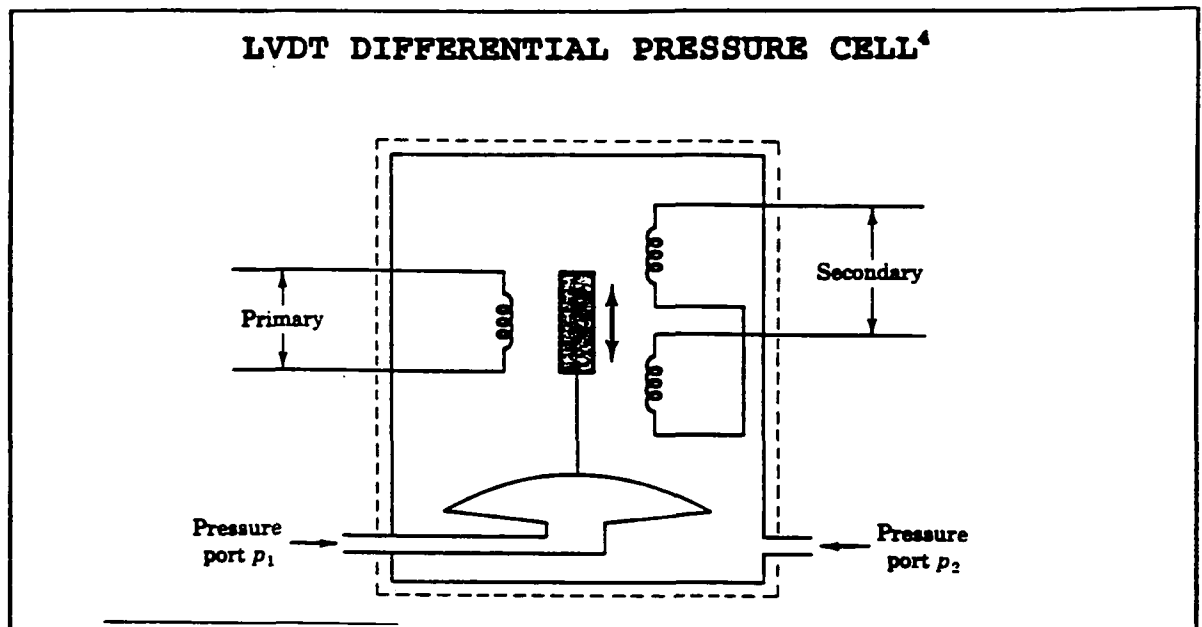 LVDT DIFFERENTIAL PRESSURE CELL⁴
Primary
Secondary
Pressure
port p₁
Pressure
port p₂